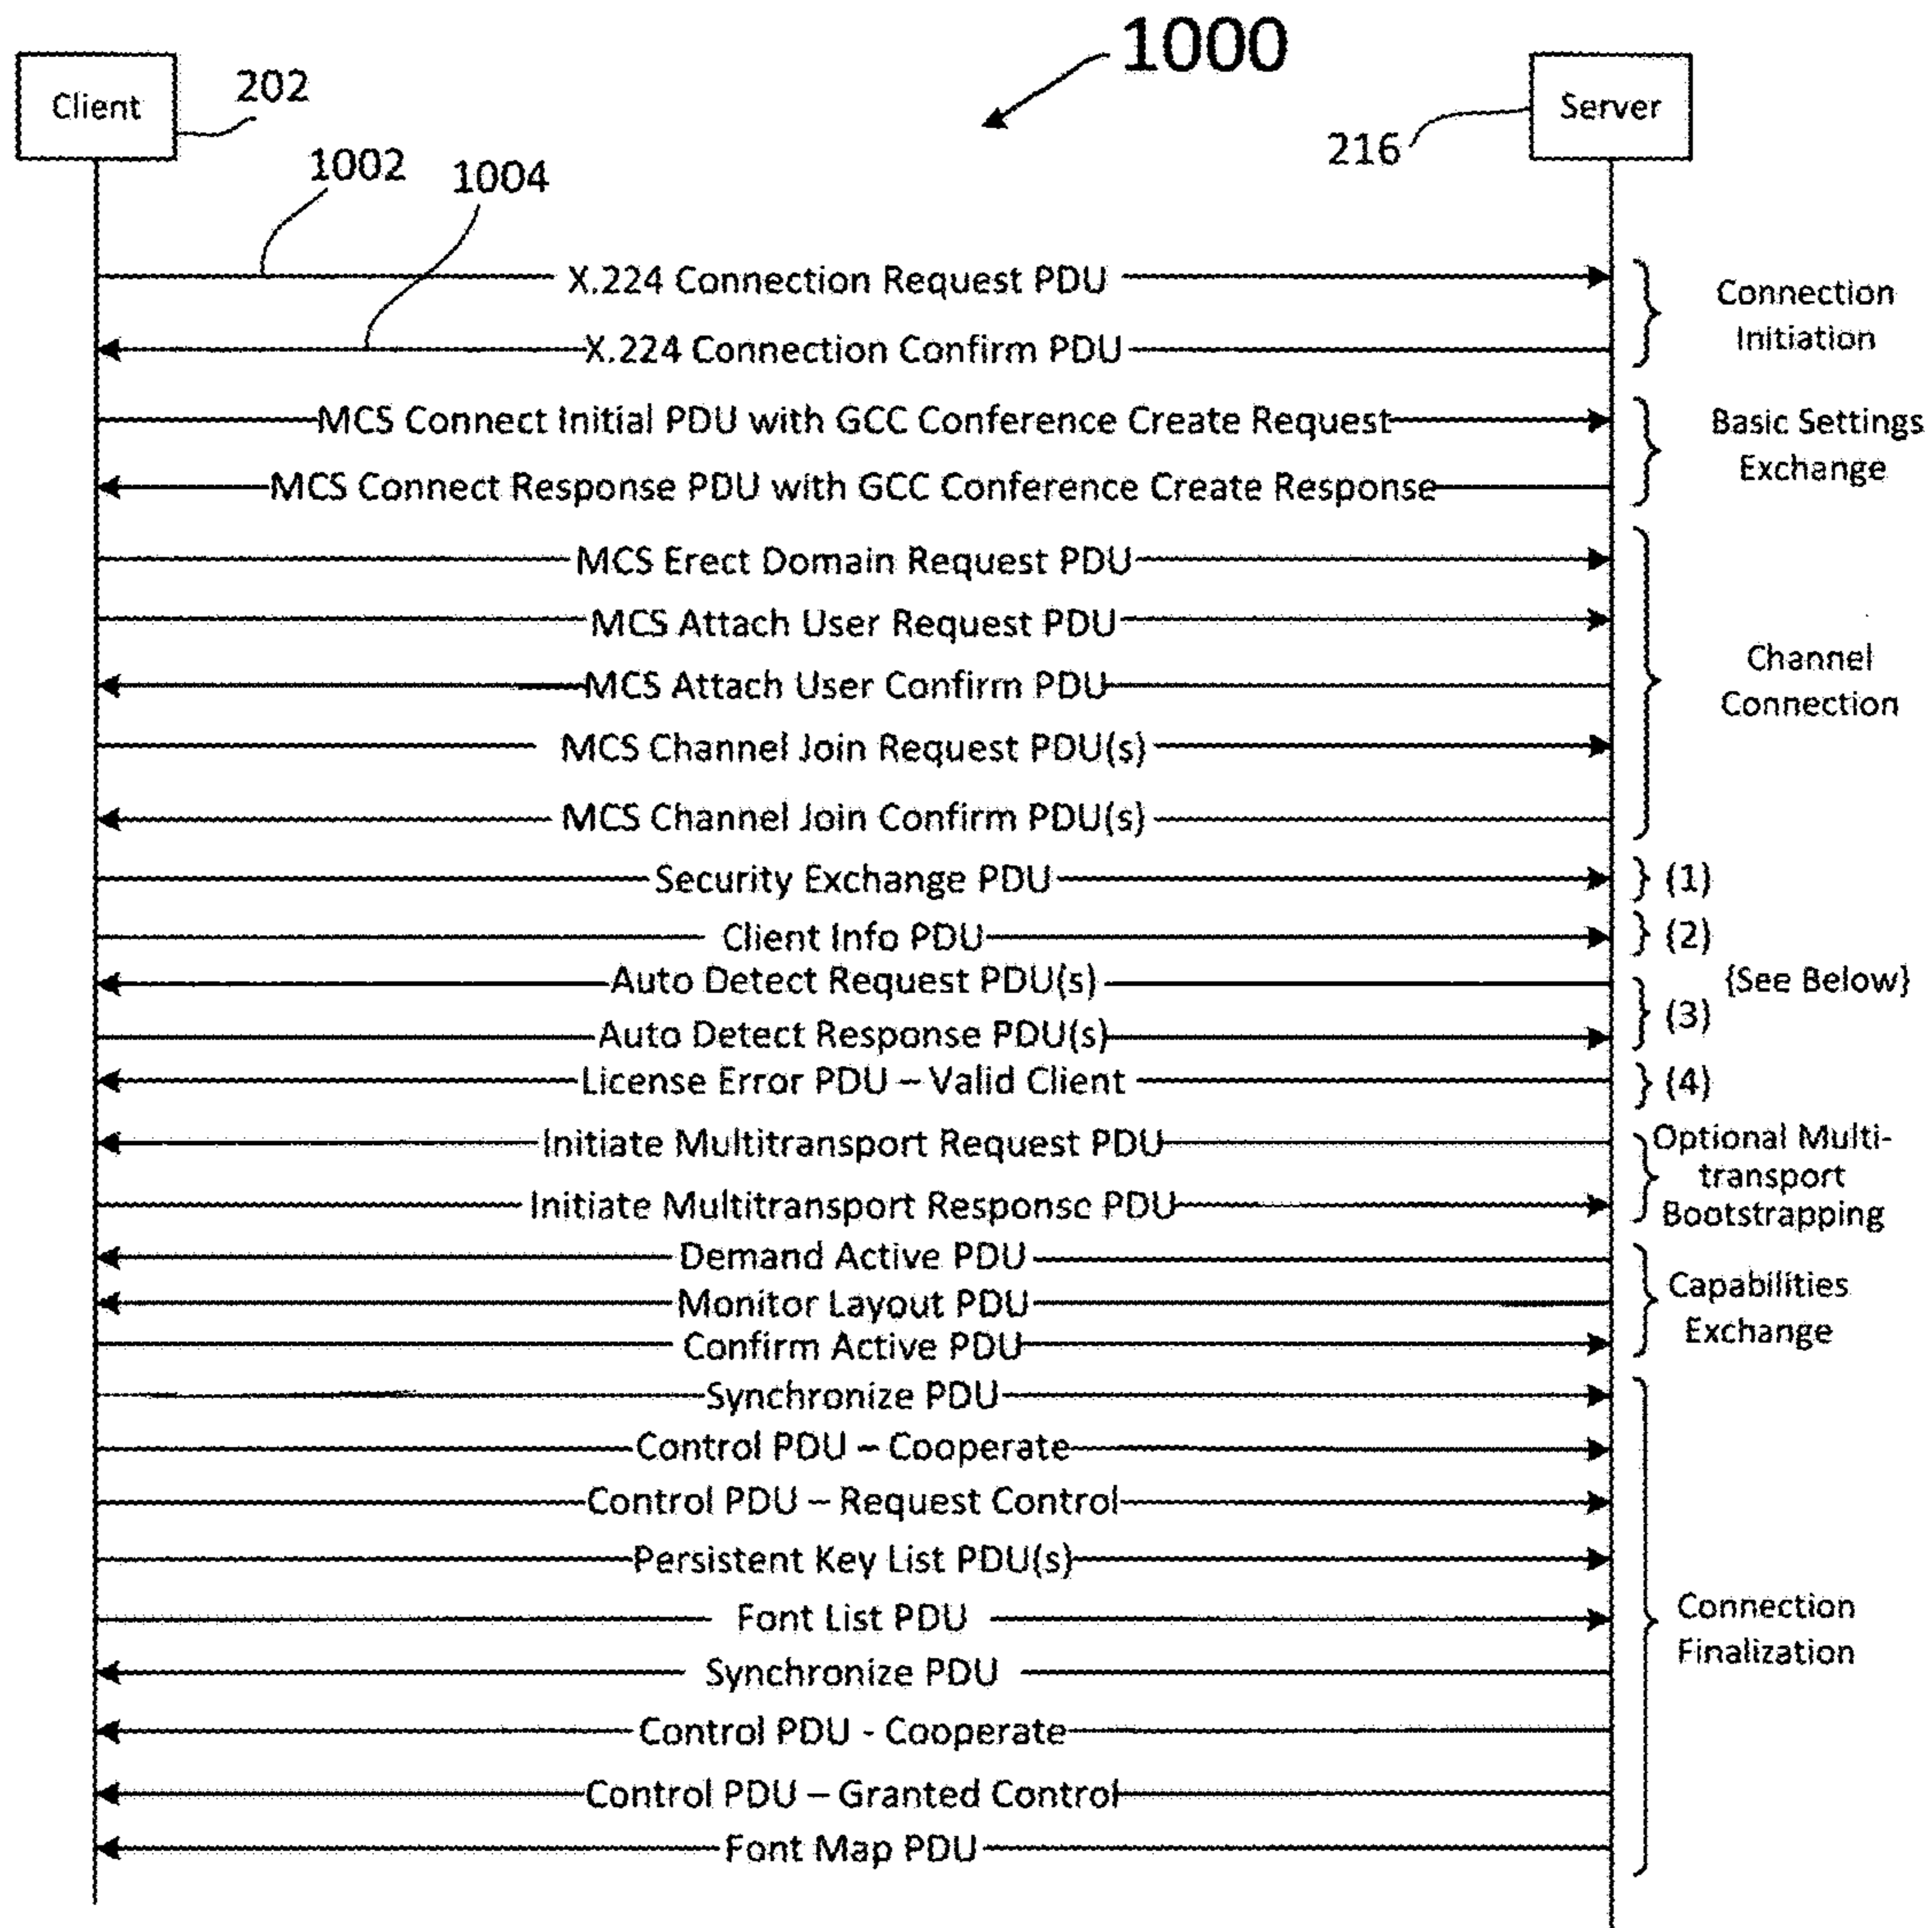 1000
Client
202
Server
216
1002
1004
X.224 Connection Request PDU
X.224 Connection Confirm PDU
Connection
Initiation
MCS Connect Initial PDU with GCC Conference Create Request
MCS Connect Response PDU with GCC Conference Create Response
Basic Settings
Exchange
MCS Erect Domain Request PDU
MCS Attach User Request PDU
MCS Attach User Confirm PDU
MCS Channel Join Request PDU(s)
MCS Channel Join Confirm PDU(s)
Channel
Connection
Security Exchange PDU
(1)
Client Info PDU
(2)
Auto Detect Request PDU(s)
{See Below}
Auto Detect Response PDU(s)
(3)
License Error PDU – Valid Client
(4)
Initiate Multitransport Request PDU
Initiate Multitransport Response PDU
Optional Multi-
transport
Bootstrapping
Demand Active PDU
Monitor Layout PDU
Confirm Active PDU
Capabilities
Exchange
Synchronize PDU
Control PDU – Cooperate
Control PDU – Request Control
Persistent Key List PDU(s)
Font List PDU
Synchronize PDU
Control PDU - Cooperate
Control PDU – Granted Control
Font Map PDU
Connection
Finalization